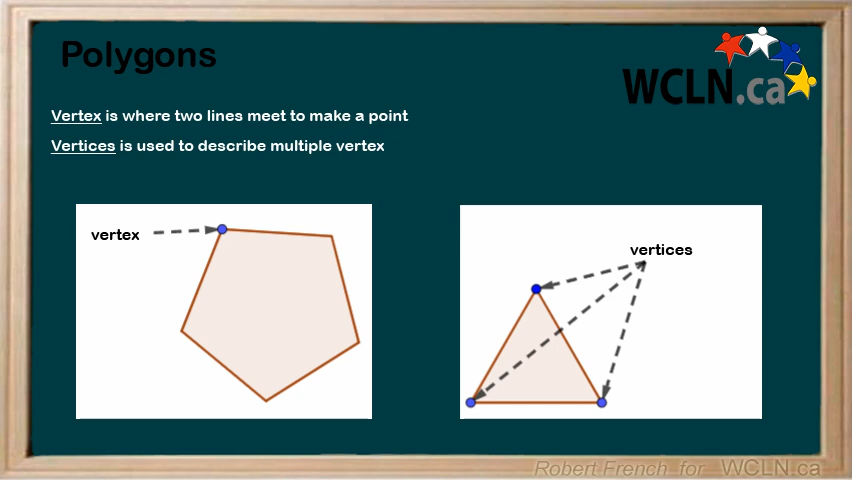 Polygons
WCLN.ca
Vertex is where two lines meet to make a point
Vertices is used to describe multiple vertex
vertex
vertices
Robert French for WCLN.ca